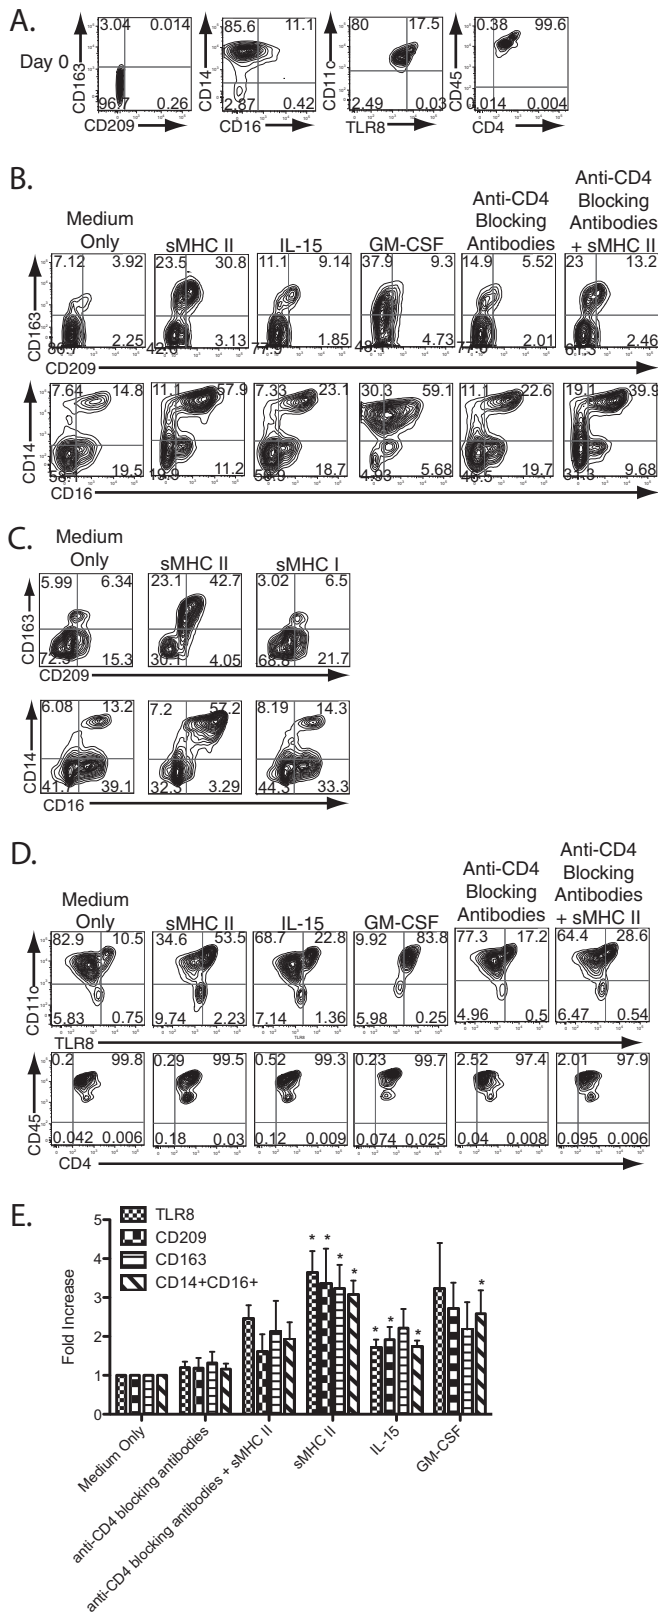 A.
3.04 0.014
85.6 11.1
80 17.5
0.38 99.6
Day 0
CD163
CD14
CD11c
CD45
0.26
2.87 0.42
2.49 0.03
0.014 0.004
CD209
CD16
TLR8
CD4
B.
Medium
Only
sMHC II
IL-15
GM-CSF
Anti-CD4
Blocking
Antibodies
Anti-CD4
Blocking
Antibodies
+ sMHC II
7.12 3.92
23.5 30.8
11.1 9.14
37.9 9.3
14.9 5.52
23 13.2
CD163
2.25
3.13
1.85
4.73
2.01
2.46
CD209
7.64 14.8
11.1 57.9
7.33 23.1
30.3 59.1
11.1 22.6
19.1 39.9
CD14
19.5
11.2
18.7
5.68
19.7
9.68
CD16
C.
Medium
Only
sMHC II
sMHC I
5.99 6.34
23.1 42.7
3.02 6.5
CD163
15.3
4.05
21.7
CD209
6.08 13.2
7.2 57.2
8.19 14.3
CD14
39.1
3.29
33.3
CD16
D.
Medium
Only
sMHC II
IL-15
GM-CSF
Anti-CD4
Blocking
Antibodies
Anti-CD4
Blocking
Antibodies
+ sMHC II
82.9 10.5
34.6 53.5
68.7 22.8
9.92 83.8
77.3 17.2
64.4 28.6
CD11c
5.83 0.75
9.74 2.23
7.14 1.36
5.98 0.25
4.96 0.5
6.47 0.54
TLR8
0.2 99.8
0.29 99.5
0.52 99.3
0.23 99.7
2.52 97.4
2.01 97.9
CD45
0.042 0.006
0.18 0.03
0.12 0.009
0.074 0.025
0.04 0.008
0.095 0.006
CD4
E.
TLR8
CD209
CD163
CD14+CD16+
Fold Increase
5
4
3
2
1
0
* * * *
* * *
*
Medium Only
anti-CD4 blocking antibodies
anti-CD4 blocking antibodies + sMHC II
sMHC II
IL-15
GM-CSF